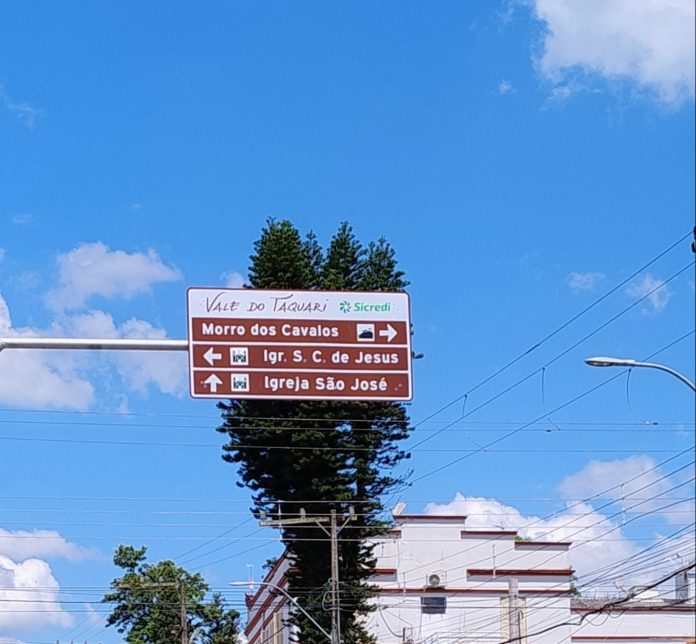 VALE DO TAQUARI Sicredi
Morro dos Cavalos
Igr. S. C. de Jesus
Igreja São José